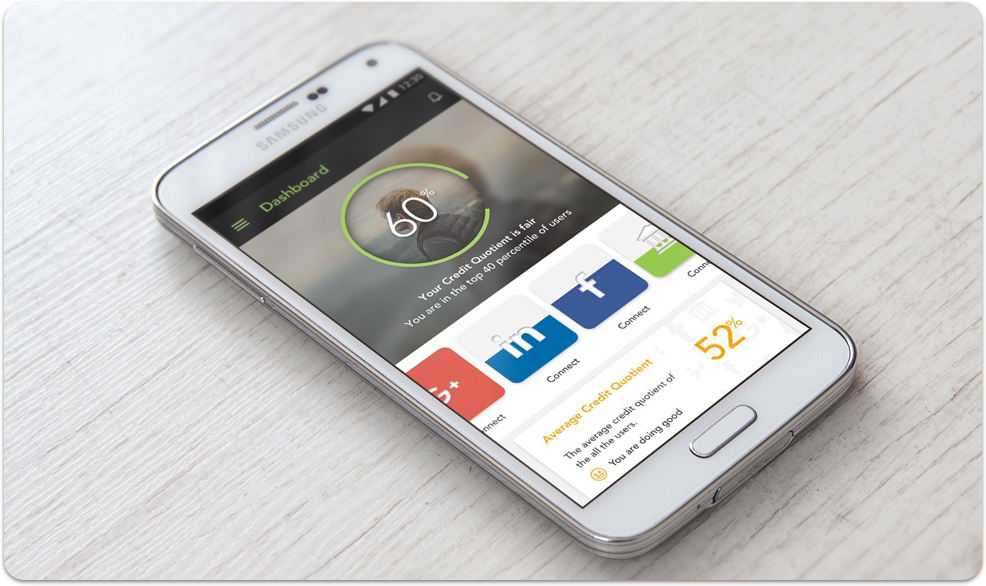 SAMSUNG
12:30
Dashboard
60%
Your Credit Quotient is fair
You are in the top 40 percentile of users
G+
in
f
nnect
Connect
Connect
Conn
52%
Average Credit Quotient
The average credit quotient of
the all the users.
You are doing good